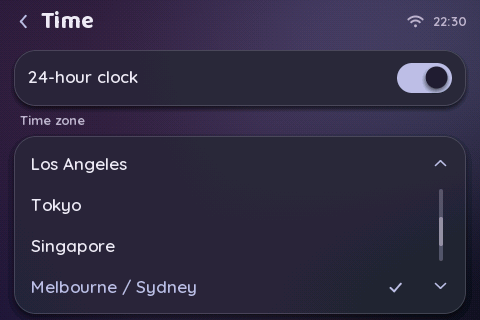 Time
22:30
24-hour clock
Time zone
Los Angeles
Tokyo
Singapore
Melbourne / Sydney